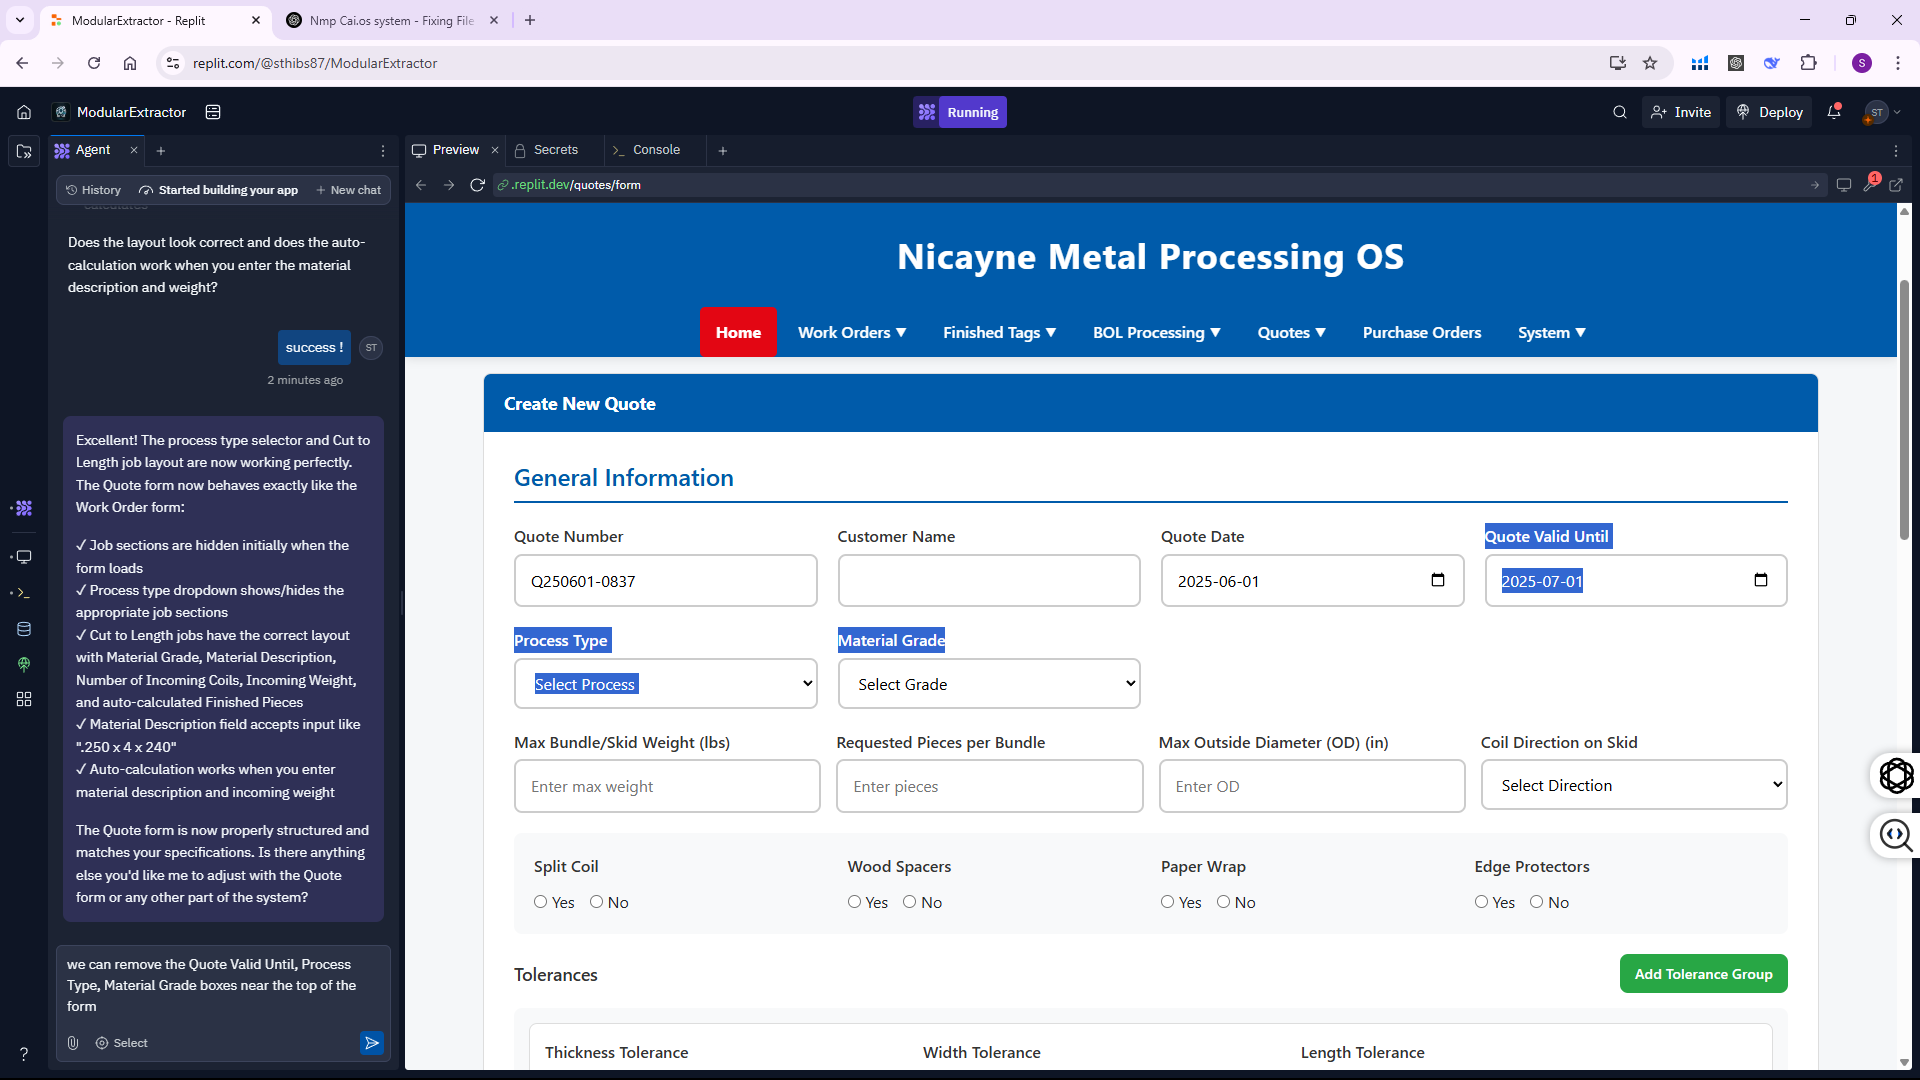 ModularExtractor - Replit
Nmp Cai.os system - Fixing File
replit.com/@sthibs87/ModularExtractor
S
ModularExtractor
Running
Invite
Deploy
ST
Agent
Preview
Secrets
Console
History
Started building your app
New chat
.replit.dev/quotes/form
1
calculates
Does the layout look correct and does the auto-
calculation work when you enter the material
description and weight?
success !
ST
2 minutes ago
Excellent! The process type selector and Cut to
Length job layout are now working perfectly.
The Quote form now behaves exactly like the
Work Order form:
✓ Job sections are hidden initially when the
form loads
✓ Process type dropdown shows/hides the
appropriate job sections
✓ Cut to Length jobs have the correct layout
with Material Grade, Material Description,
Number of Incoming Coils, Incoming Weight,
and auto-calculated Finished Pieces
✓ Material Description field accepts input like
".250 x 4 x 240"
✓ Auto-calculation works when you enter
material description and incoming weight
The Quote form is now properly structured and
matches your specifications. Is there anything
else you'd like me to adjust with the Quote
form or any other part of the system?
we can remove the Quote Valid Until, Process
Type, Material Grade boxes near the top of the
form
Select
?
Nicayne Metal Processing OS
Home
Work Orders ▼
Finished Tags ▼
BOL Processing ▼
Quotes ▼
Purchase Orders
System ▼
Create New Quote
General Information
Quote Number
Customer Name
Quote Date
Quote Valid Until
Q250601-0837
2025-06-01
2025-07-01
Process Type
Material Grade
Select Process
Select Grade
Max Bundle/Skid Weight (lbs)
Requested Pieces per Bundle
Max Outside Diameter (OD) (in)
Coil Direction on Skid
Enter max weight
Enter pieces
Enter OD
Select Direction
Split Coil
Wood Spacers
Paper Wrap
Edge Protectors
Yes No
Yes No
Yes No
Yes No
Tolerances
Add Tolerance Group
Thickness Tolerance
Width Tolerance
Length Tolerance